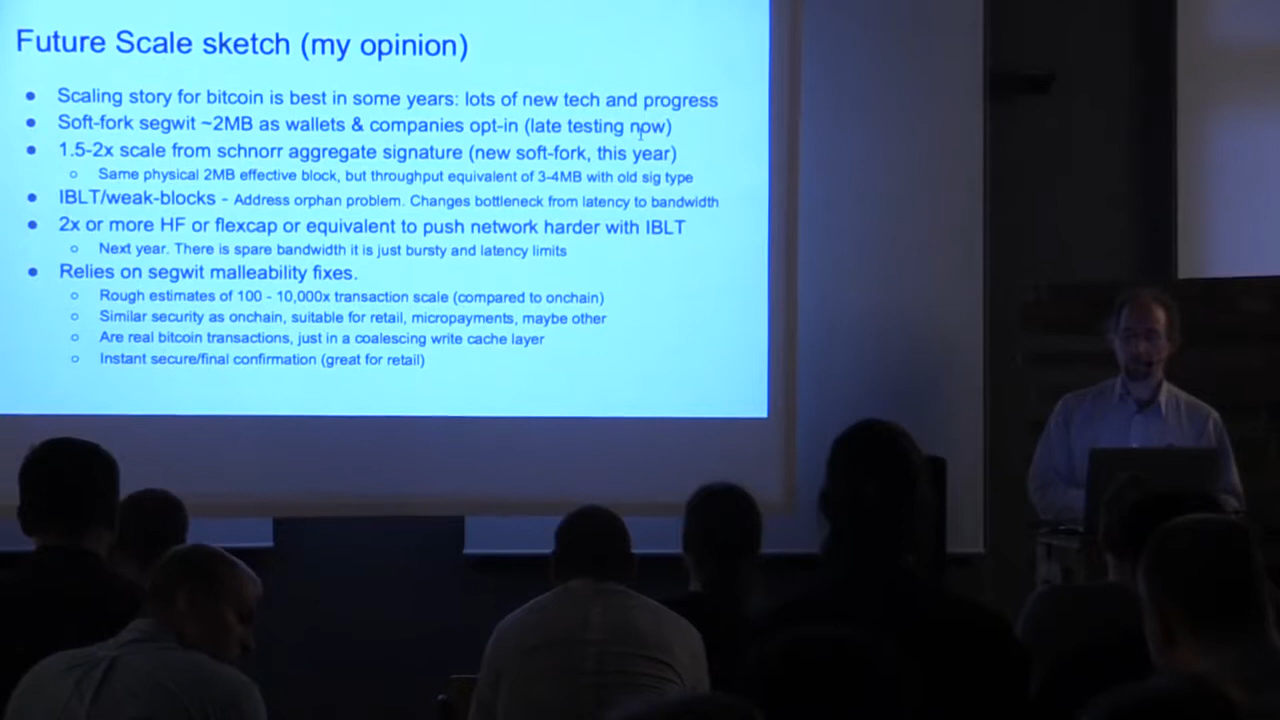 Future Scale sketch (my opinion)
● Scaling story for bitcoin is best in some years: lots of new tech and progress
● Soft-fork segwit ~2MB as wallets & companies opt-in (late testing now)
● 1.5-2x scale from schnorr aggregate signature (new soft-fork, this year)
○ Same physical 2MB effective block, but throughput equivalent of 3-4MB with old sig type
● IBLT/weak-blocks - Address orphan problem. Changes bottleneck from latency to bandwidth
● 2x or more HF or flexcap or equivalent to push network harder with IBLT
○ Next year. There is spare bandwidth it is just bursty and latency limits
● Relies on segwit malleability fixes.
○ Rough estimates of 100 - 10,000x transaction scale (compared to onchain)
○ Similar security as onchain, suitable for retail, micropayments, maybe other
○ Are real bitcoin transactions, just in a coalescing write cache layer
○ Instant secure/final confirmation (great for retail)